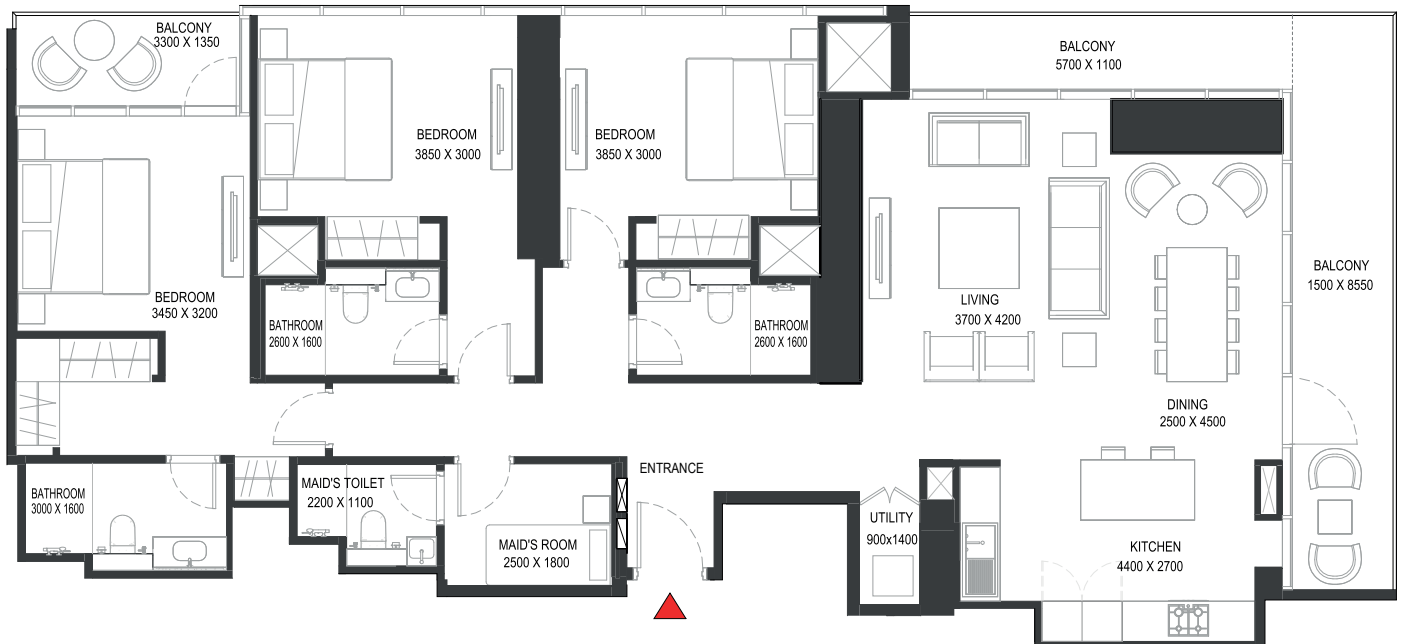 BALCONY
3300 X 1350
BALCONY
5700 X 1100
BEDROOM
3850 X 3000
BEDROOM
3850 X 3000
BALCONY
1500 X 8550
BEDROOM
3450 X 3200
LIVING
3700 X 4200
BATHROOM
2600 X 1600
BATHROOM
2600 X 1600
DINING
2500 X 4500
ENTRANCE
BATHROOM
3000 X 1600
MAID'S TOILET
2200 X 1100
UTILITY
900x1400
MAID'S ROOM
2500 X 1800
KITCHEN
4400 X 2700